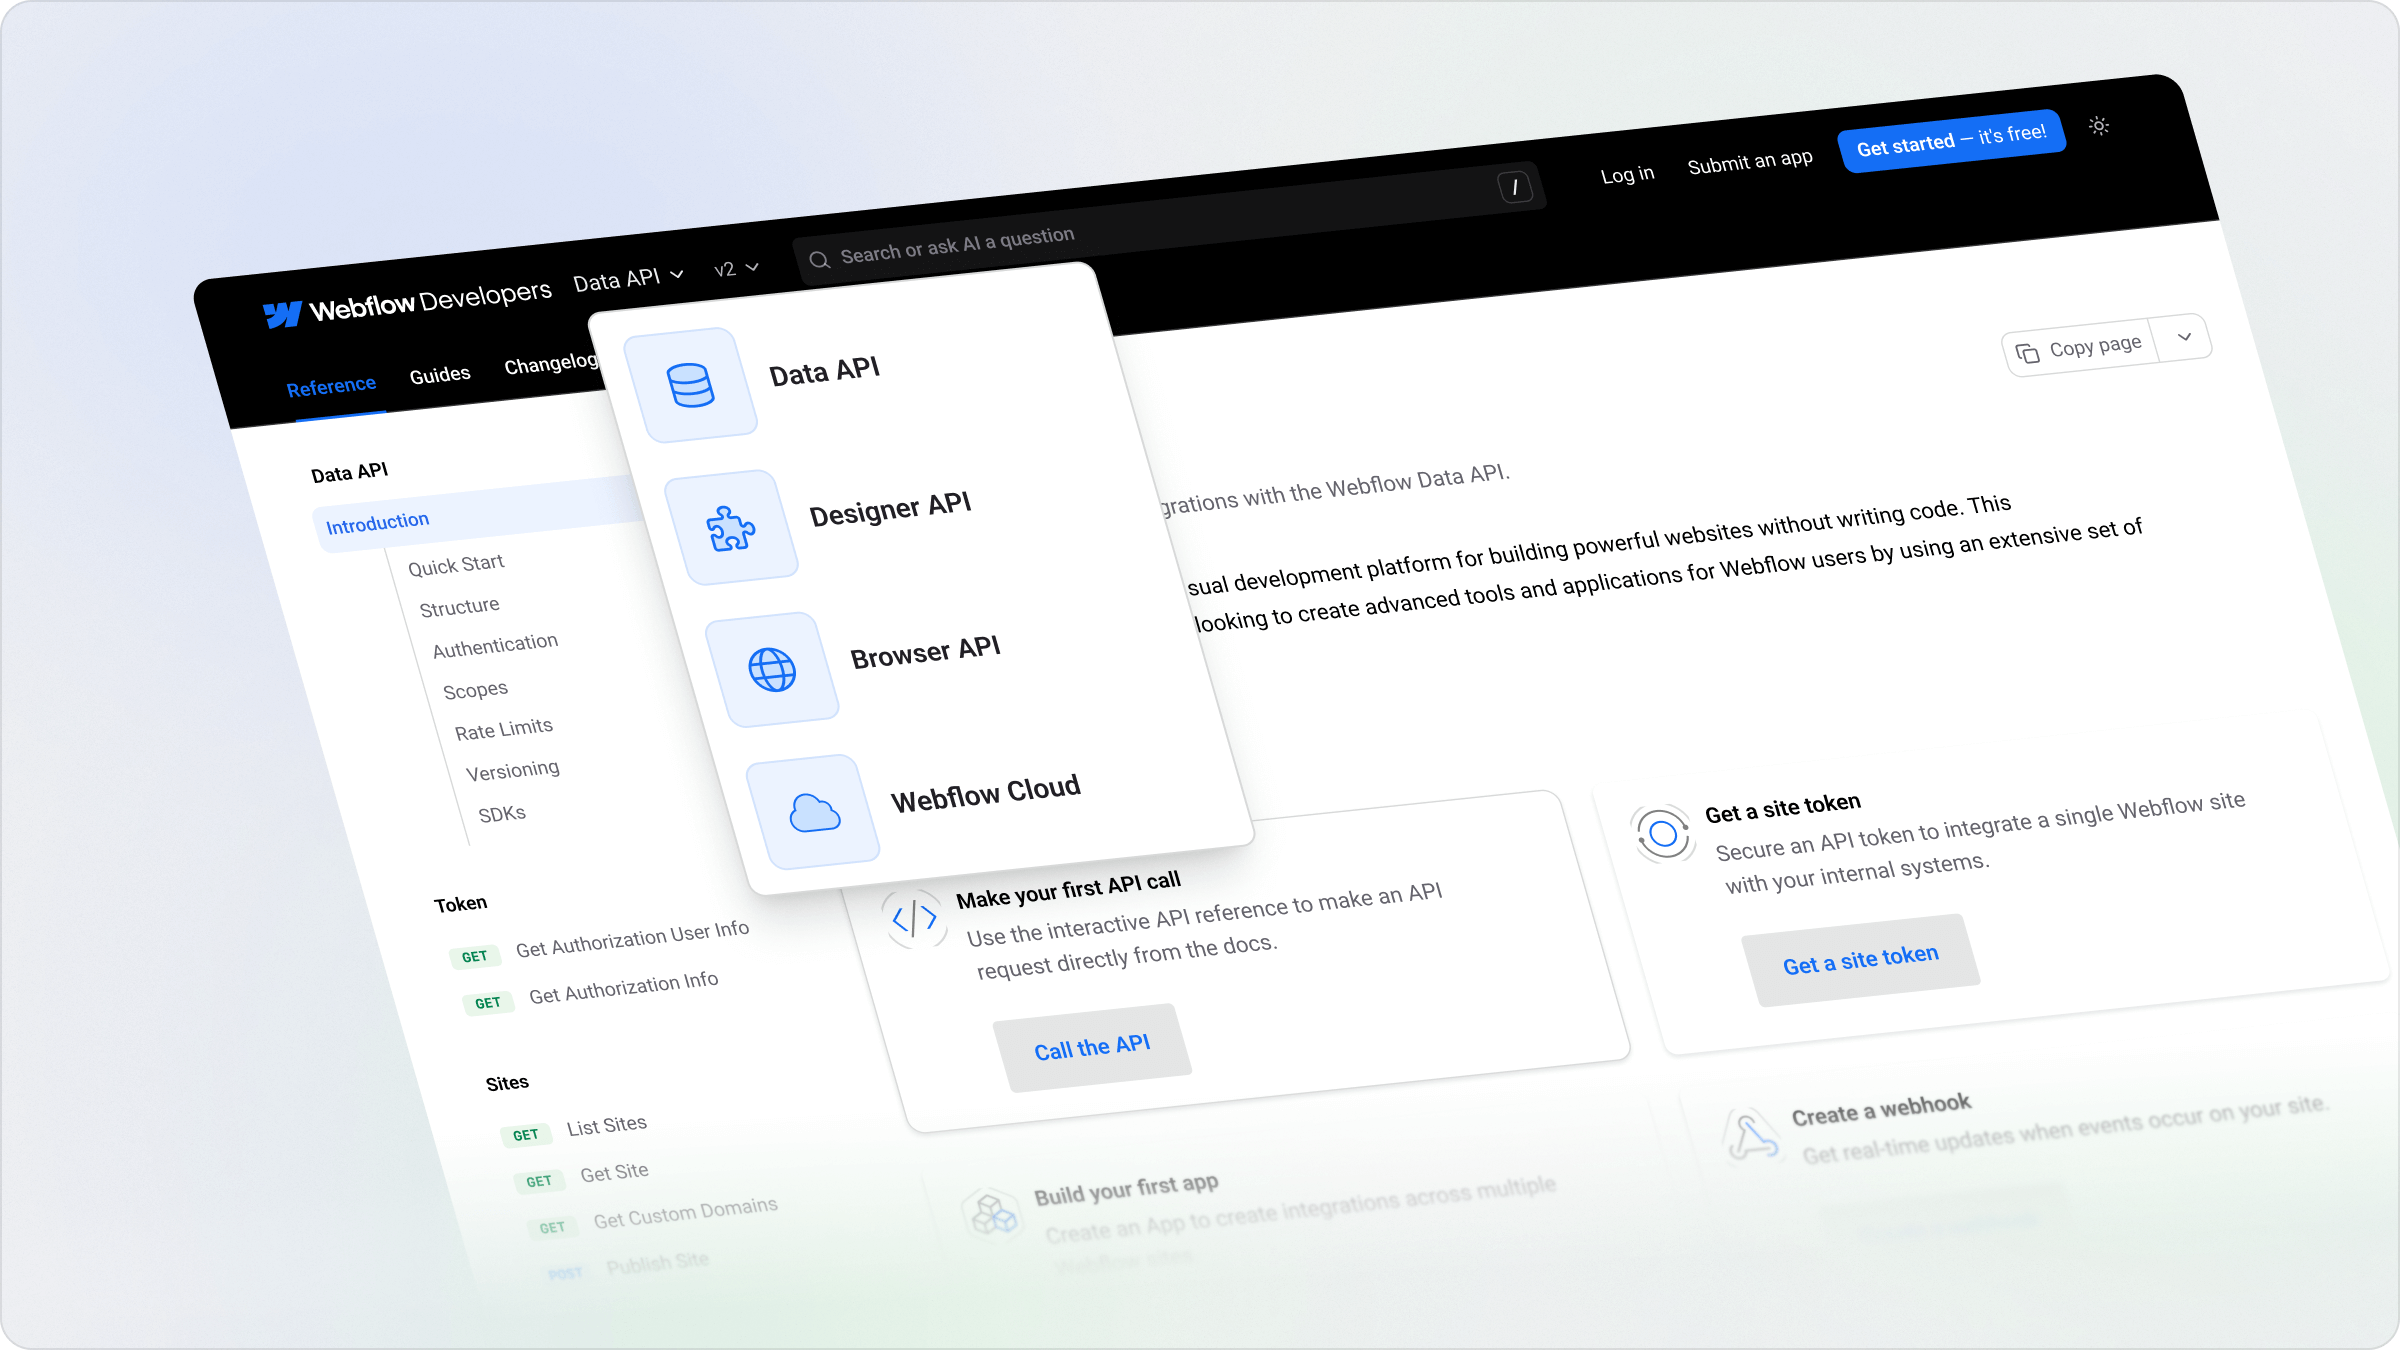 Webflow Developers
Data API
v2
Search or ask AI a question
/
Log in
Submit an app
Get started — it's free!
Reference
Guides
Changelog
Data API
Designer API
Browser API
Webflow Cloud
Copy page
Data API
Introduction
Quick Start
Structure
Authentication
Scopes
Rate Limits
Versioning
SDKs
Token
GET Get Authorization User Info
GET Get Authorization Info
Sites
GET List Sites
GET Get Site
GET Get Custom Domains
POST Publish Site
grations with the Webflow Data API.
sual development platform for building powerful websites without writing code. This
looking to create advanced tools and applications for Webflow users by using an extensive set of
Make your first API call
Use the interactive API reference to make an API
request directly from the docs.
Call the API
Get a site token
Secure an API token to integrate a single Webflow site
with your internal systems.
Get a site token
Build your first app
Create an App to create integrations across multiple
Webflow sites.
Create a webhook
Get real-time updates when events occur on your site.